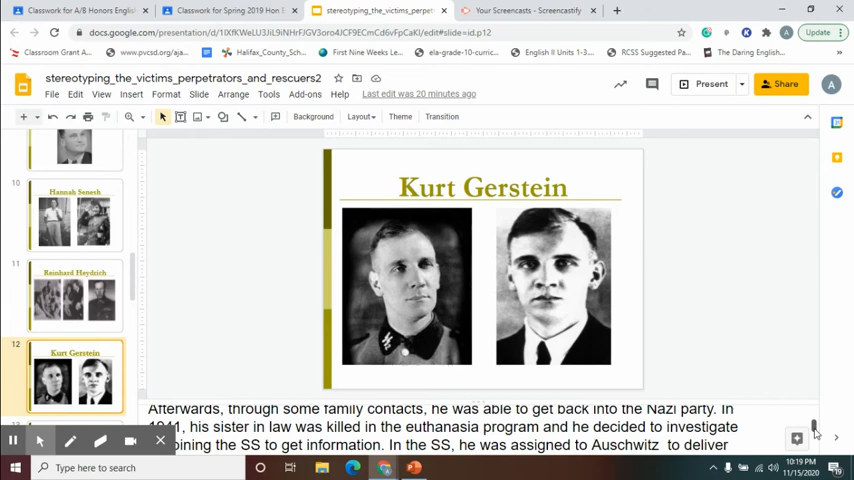 Classwork for A/B Honors English
Classwork for Spring 2019 Hon E
stereotyping_the_victims_perpetr
Your Screencasts - Screencastify
docs.google.com/presentation/d/1IXfKWeLU3JiL9iNHrFJGV3oro4JCF9EmCd6vFpCaKI/edit#slide=id.p12
Update
Classroom Grant A...
www.pvcsd.org/aja...
Halifax_County_Sc...
First Nine Weeks Le...
ela-grade-10-curric...
English II Units 1-3...
RCSS Suggested Pa...
The Daring English...
stereotyping_the_victims_perpetrators_and_rescuers2
Present
Share
A
File Edit View Insert Format Slide Arrange Tools Add-ons Help Last edit was 20 minutes ago
Background Layout Theme Transition
10
Hannah Senesh
11
Reinhard Heydrich
12
Kurt Gerstein
Kurt Gerstein
Afterwards, through some family contacts, he was able to get back into the Nazi party. In
, his sister in law was killed in the euthanasia program and he decided to investigate
joining the SS to get information. In the SS, he was assigned to Auschwitz to deliver
Type here to search
10:19 PM
11/15/2020